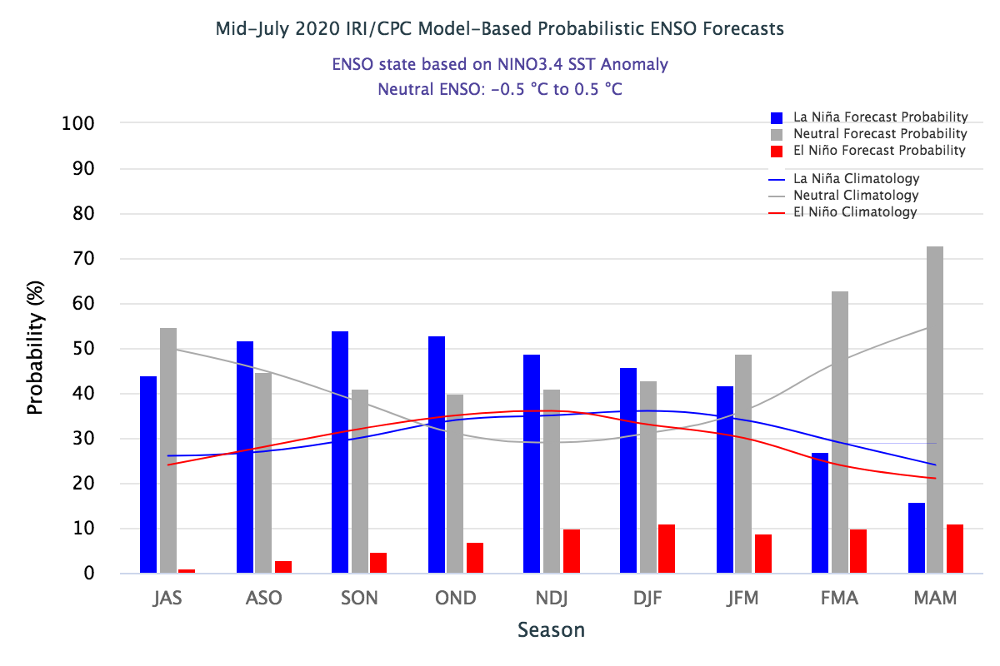 Mid-July 2020 IRI/CPC Model-Based Probabilistic ENSO Forecasts
ENSO state based on NINO3.4 SST Anomaly
Neutral ENSO: -0.5 °C to 0.5 °C
La Niña Forecast Probability
Neutral Forecast Probability
El Niño Forecast Probability
La Niña Climatology
Neutral Climatology
El Niño Climatology
Probability (%)
100
90
80
70
60
50
40
30
20
10
0
JAS ASO SON OND NDJ DJF JFM FMA MAM
Season